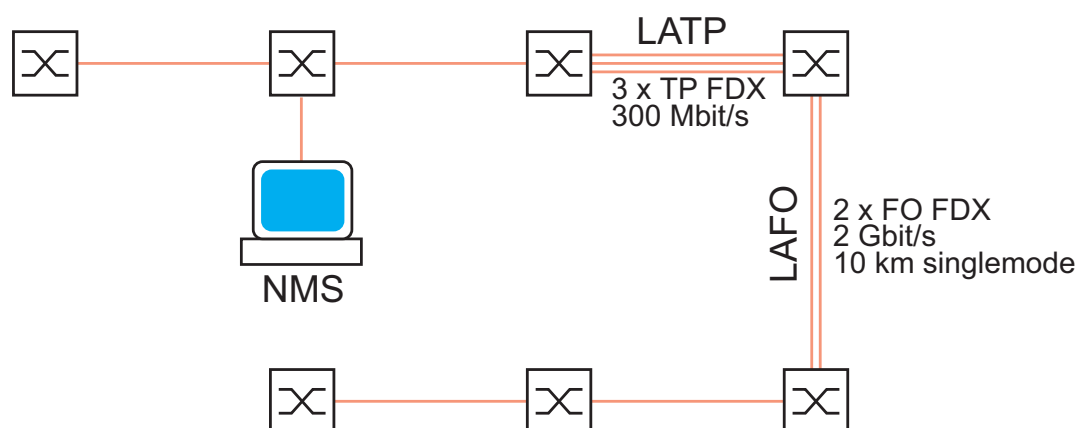 LATP
3 x TP FDX
300 Mbit/s
LAFO
2 x FO FDX
2 Gbit/s
10 km singlemode
NMS